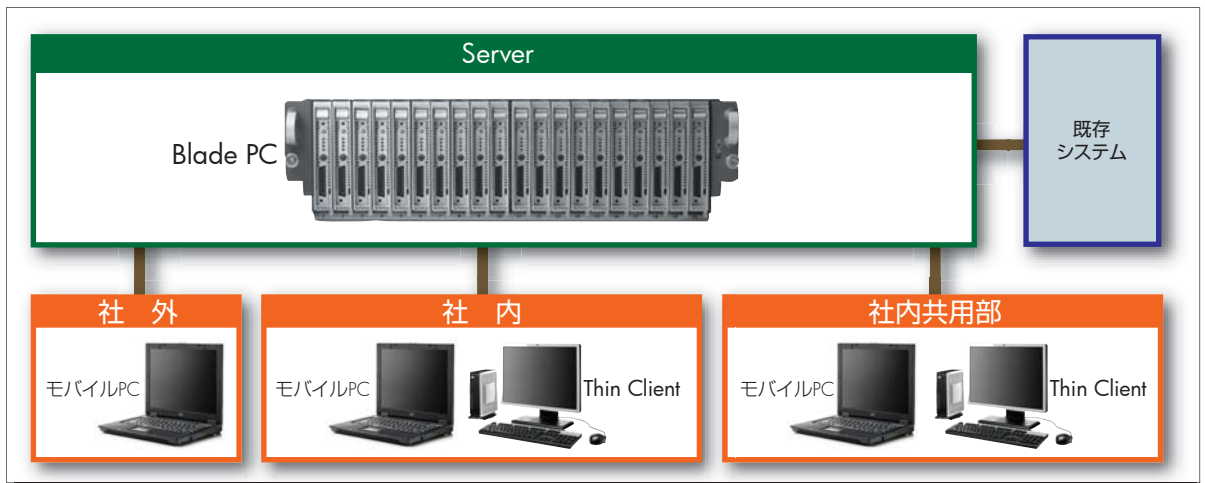 Server
Blade PC
既存
システム
社 外
モバイルPC
社 内
モバイルPC
Thin Client
社内共用部
モバイルPC
Thin Client